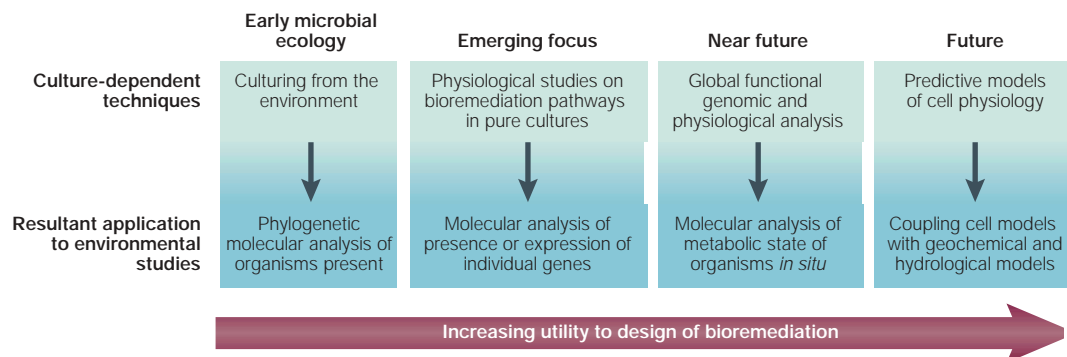 Early microbial
ecology
Emerging focus
Near future
Future
Culture-dependent
techniques
Culturing from the
environment
Physiological studies on
bioremediation pathways
in pure cultures
Global functional
genomic and
physiological analysis
Predictive models
of cell physiology
Resultant application
to environmental
studies
Phylogenetic
molecular analysis of
organisms present
Molecular analysis of
presence or expression of
individual genes
Molecular analysis of
metabolic state of
organisms in situ
Coupling cell models
with geochemical and
hydrological models
Increasing utility to design of bioremediation